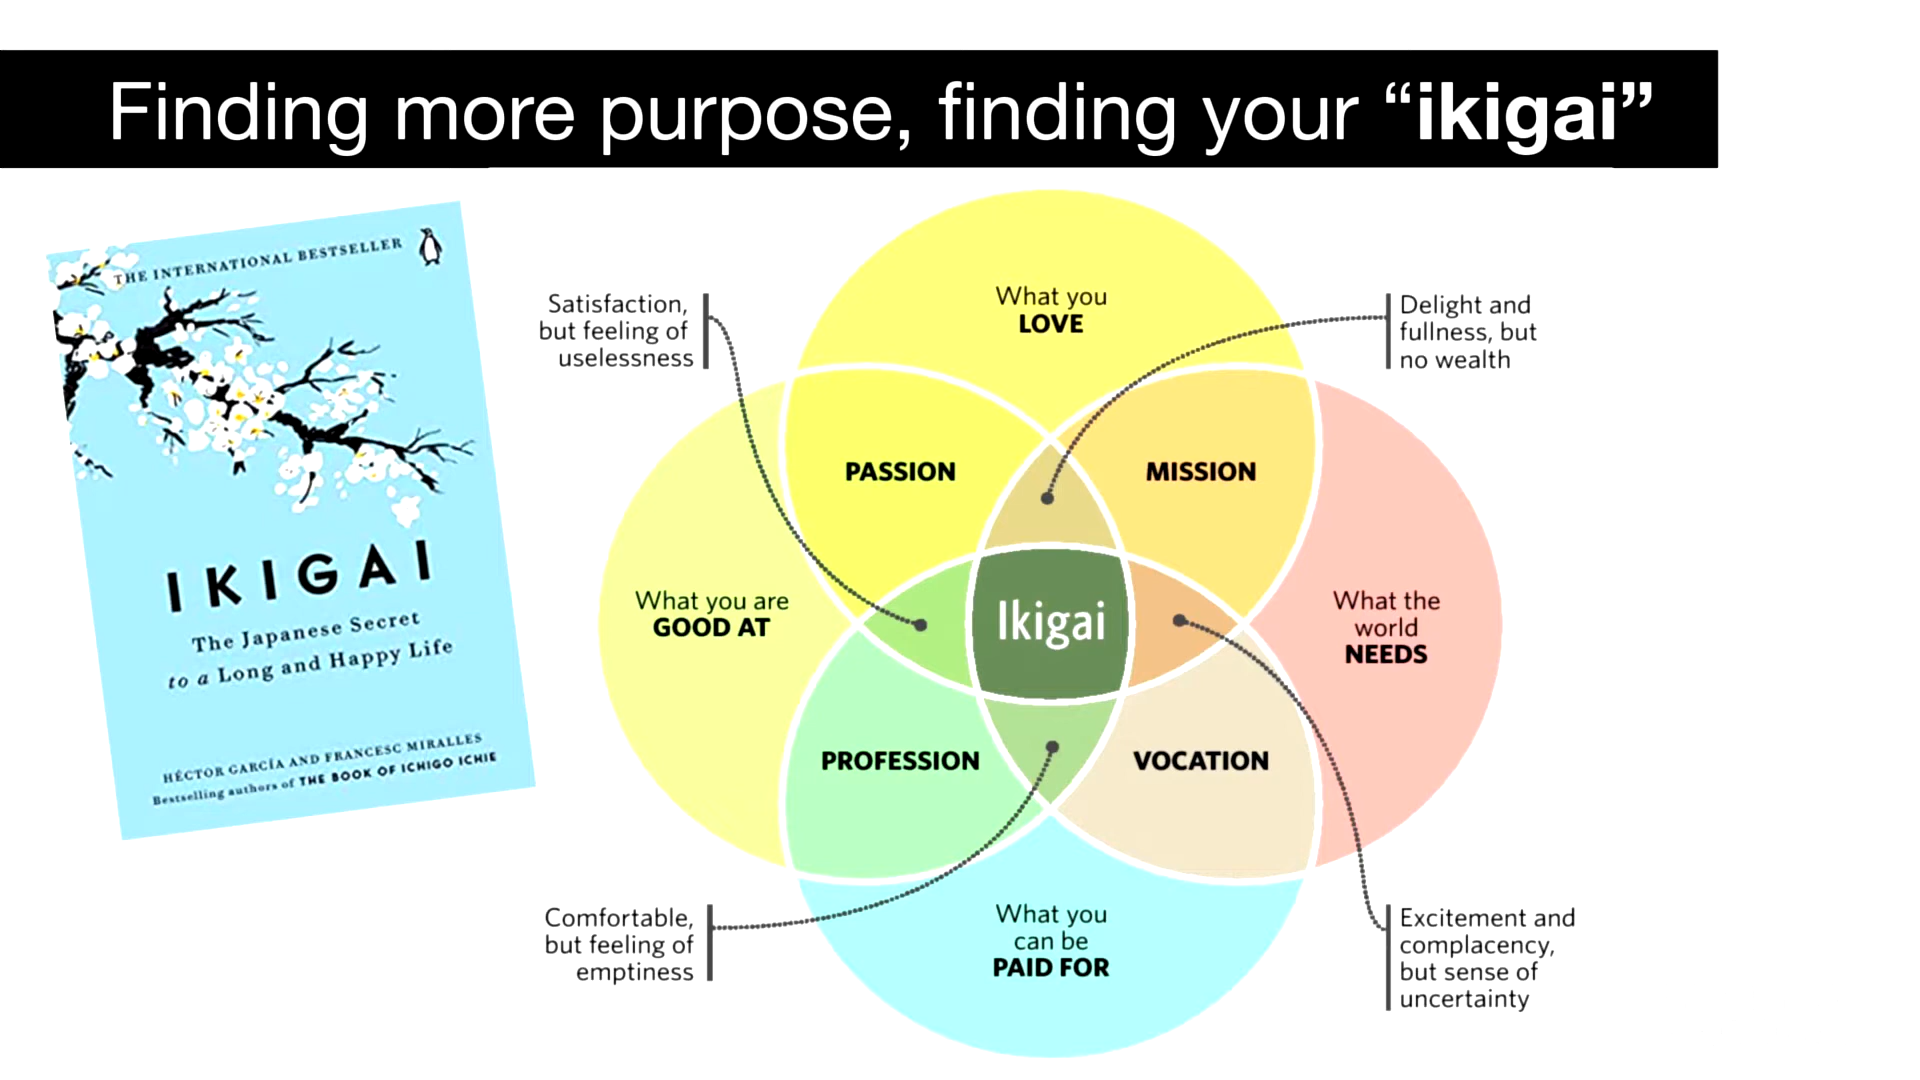 Finding more purpose, finding your “ikigai”
THE INTERNATIONAL BESTSELLER
IKIGAI
The Japanese Secret
to a Long and Happy Life
HÉCTOR GARCÍA AND FRANCESC MIRALLES
Bestselling authors of THE BOOK OF ICHIGO ICHIE
Satisfaction,
but feeling of
uselessness
What you
LOVE
Delight and
fullness, but
no wealth
PASSION
MISSION
What you are
GOOD AT
Ikigai
What the
world
NEEDS
PROFESSION
VOCATION
Comfortable,
but feeling of
emptiness
What you
can be
PAID FOR
Excitement and
complacency,
but sense of
uncertainty